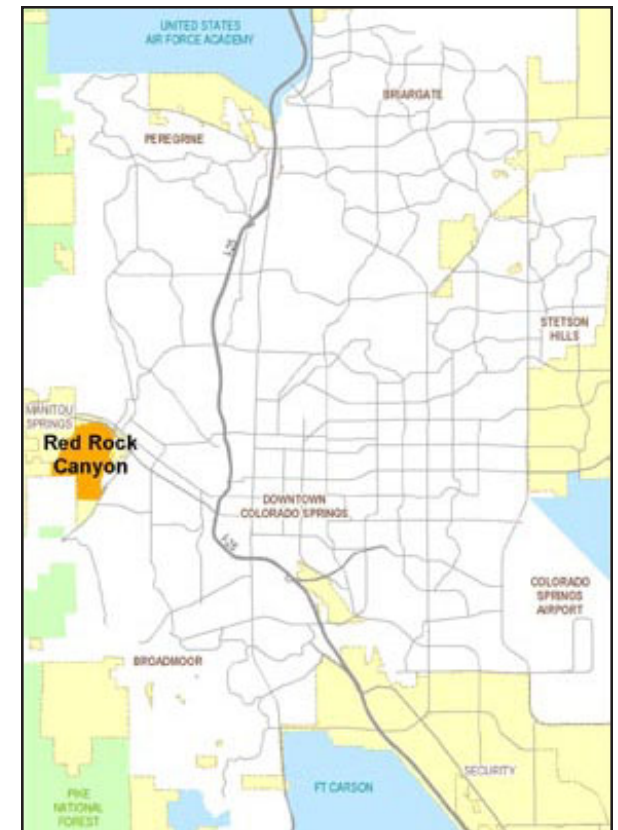 UNITED STATES
AIR FORCE ACADEMY
BRIARGATE
PEREGRINE
I-25
STETSON
HILLS
MANITOU
SPRINGS
Red Rock
Canyon
DOWNTOWN
COLORADO SPRINGS
I-25
COLORADO
SPRINGS
AIRPORT
BROADMOOR
SECURITY
FT CARSON
PIKE
NATIONAL
FOREST